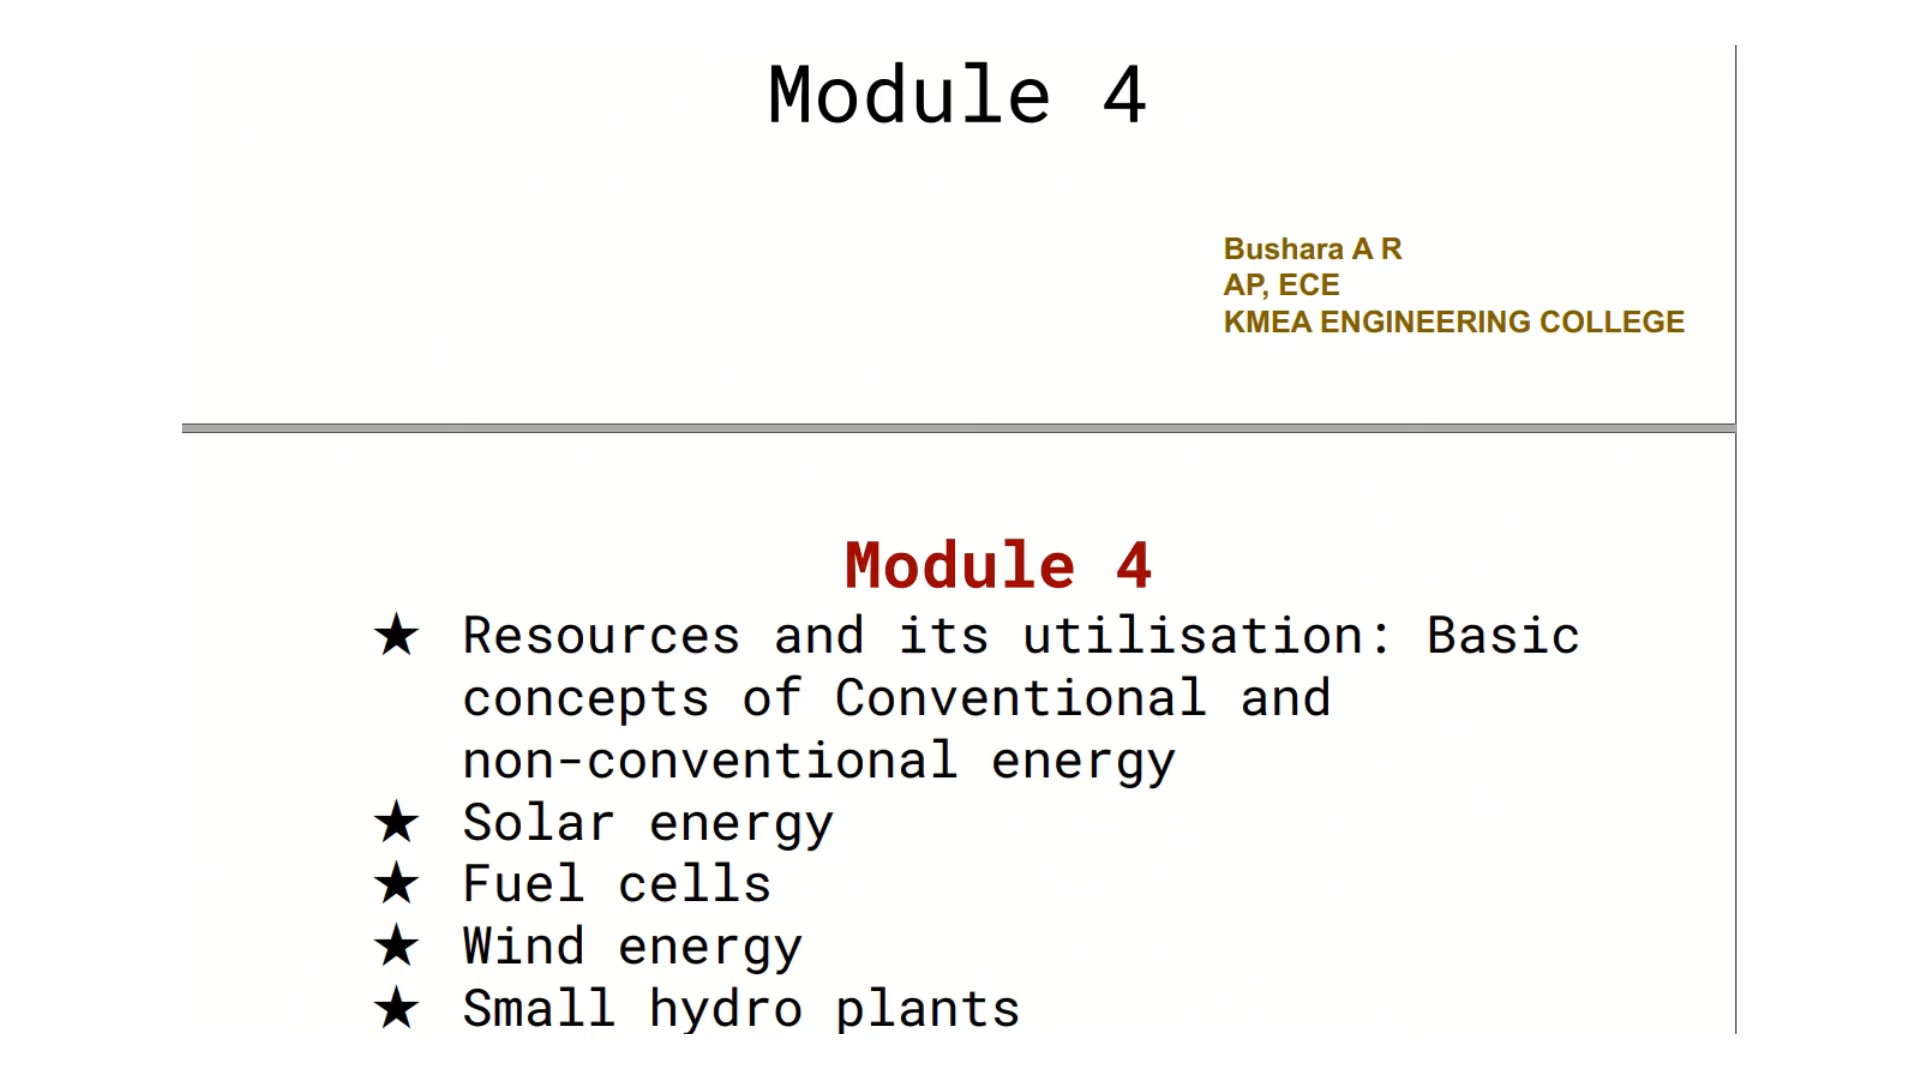 Module 4
Bushara A R
AP, ECE
KMEA ENGINEERING COLLEGE
Module 4
★ Resources and its utilisation: Basic
concepts of Conventional and
non-conventional energy
★ Solar energy
★ Fuel cells
★ Wind energy
★ Small hydro plants